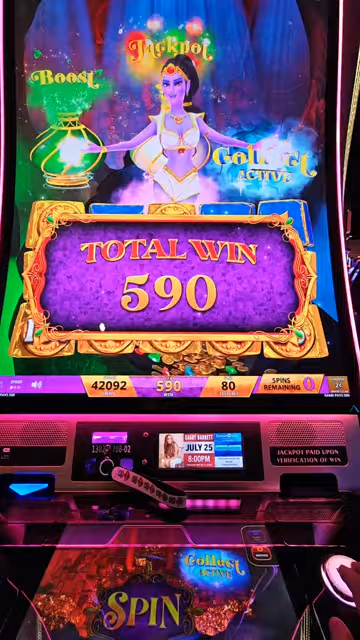 Jackpot
Boost
Collect
ACTIVE
TOTAL WIN
590
42092
590
WIN
80
SPINS
REMAINING 0
JULY 25
8:00PM
JACKPOT PAID UPON
VERIFICATION OF WIN
Collect
ACTIVE
SPIN